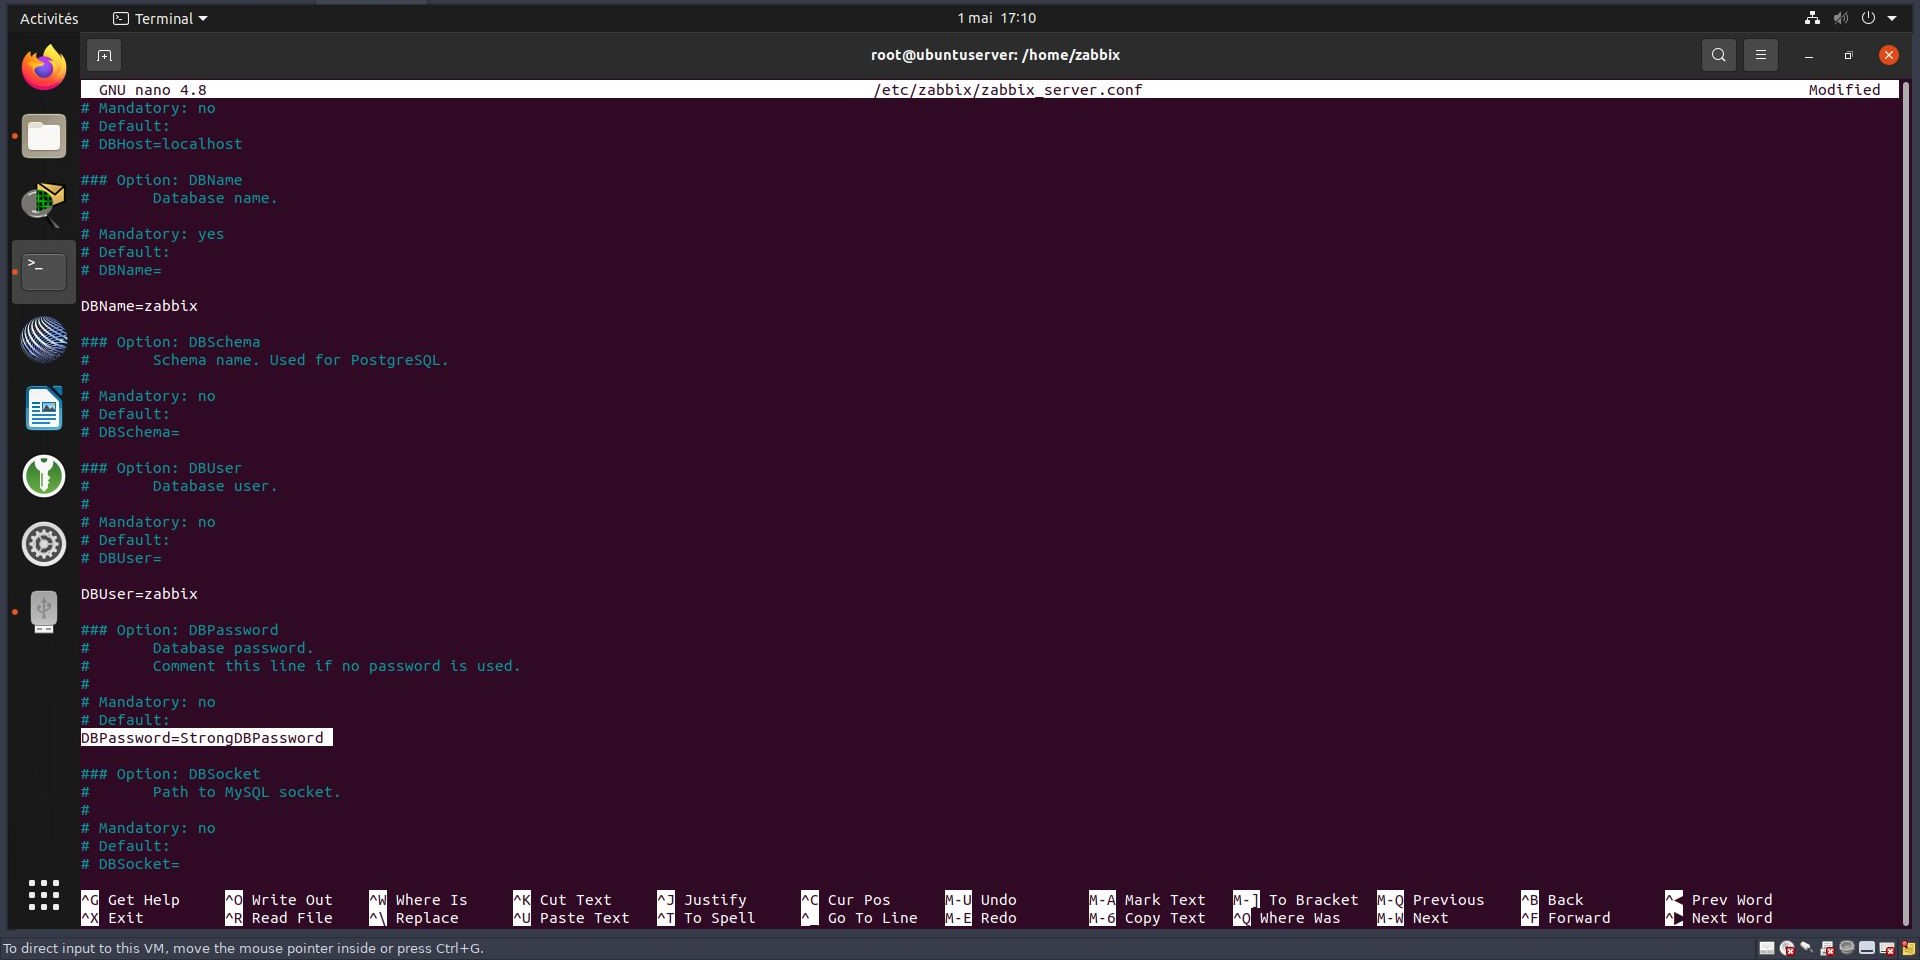 Activités
Terminal
1 mai 17:10
root@ubuntuserver: /home/zabbix
GNU nano 4.8 /etc/zabbix/zabbix_server.conf Modified
# Mandatory: no
# Default:
# DBHost=localhost
### Option: DBName
# Database name.
#
# Mandatory: yes
# Default:
# DBName=
DBName=zabbix
### Option: DBSchema
# Schema name. Used for PostgreSQL.
#
# Mandatory: no
# Default:
# DBSchema=
### Option: DBUser
# Database user.
#
# Mandatory: no
# Default:
# DBUser=
DBUser=zabbix
### Option: DBPassword
# Database password.
# Comment this line if no password is used.
#
# Mandatory: no
# Default:
DBPassword=StrongDBPassword
### Option: DBSocket
# Path to MySQL socket.
#
# Mandatory: no
# Default:
# DBSocket=
^G Get Help ^O Write Out ^W Where Is ^K Cut Text ^J Justify ^C Cur Pos M-U Undo M-A Mark Text M-] To Bracket M-Q Previous ^B Back ^◀ Prev Word
^X Exit ^R Read File ^\ Replace ^U Paste Text ^T To Spell ^_ Go To Line M-E Redo M-6 Copy Text ^Q Where Was M-W Next ^F Forward ^▶ Next Word
To direct input to this VM, move the mouse pointer inside or press Ctrl+G.